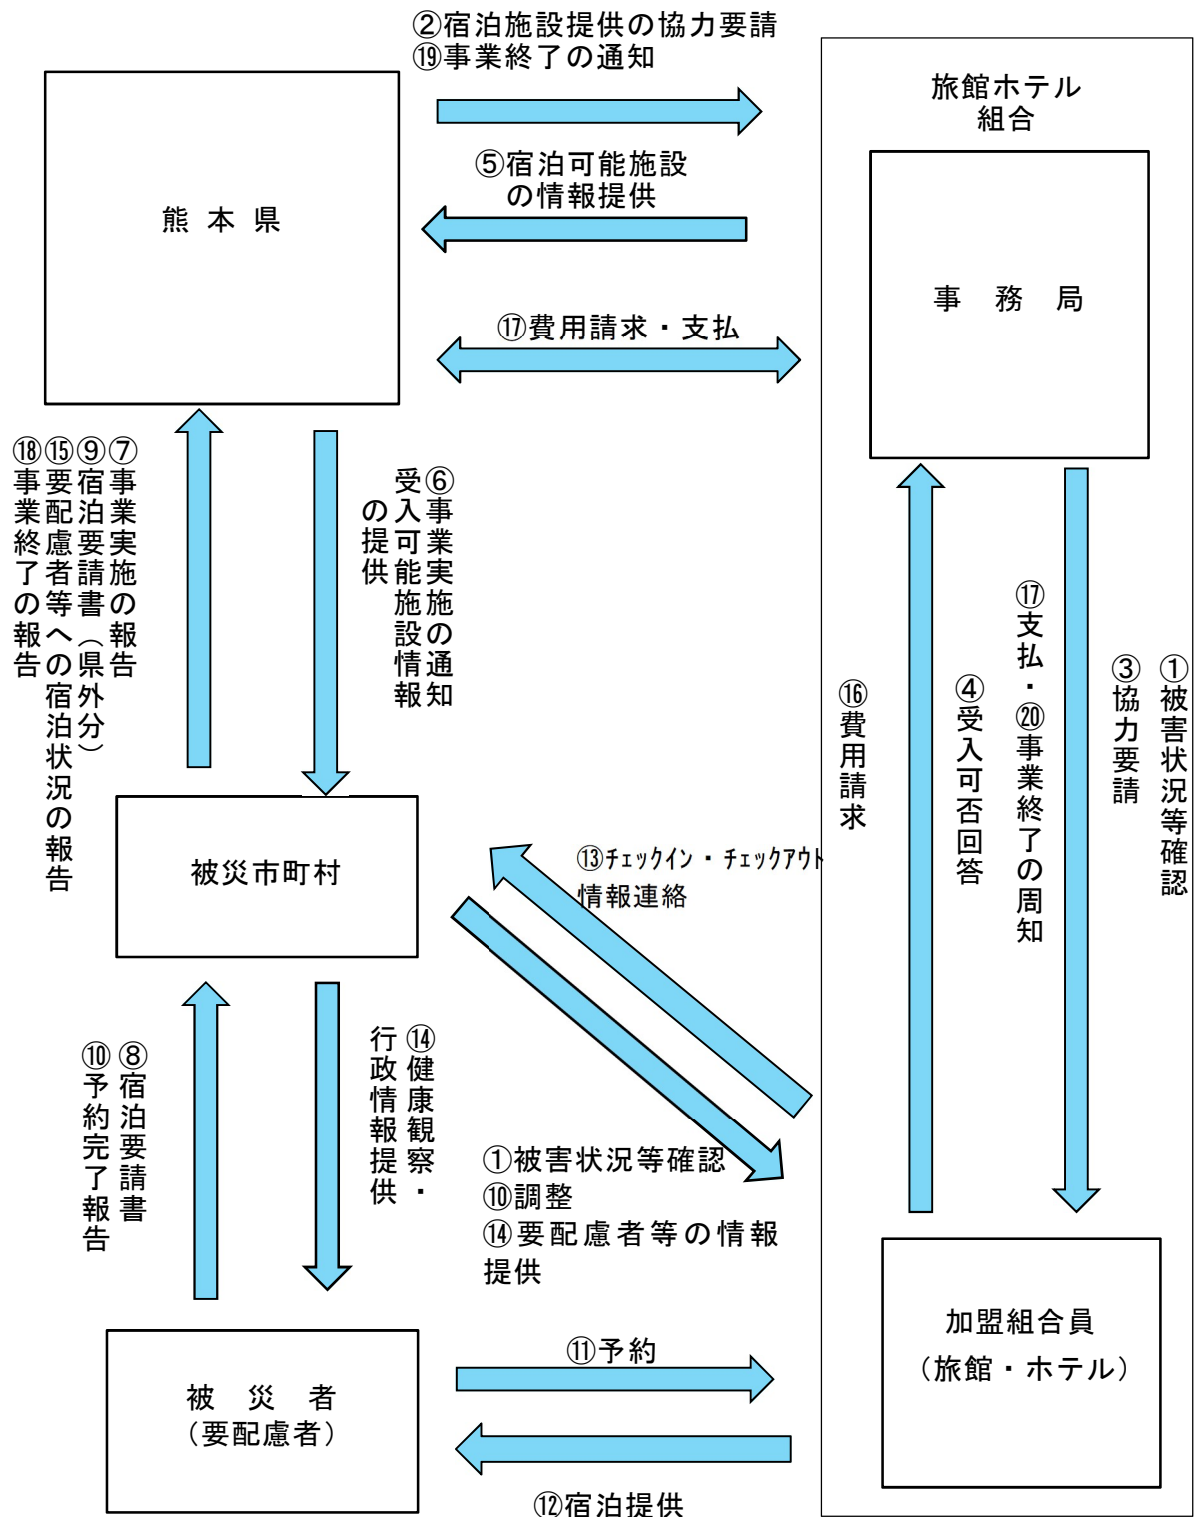 ②宿泊施設提供の協力要請
⑲事業終了の通知
旅館ホテル
組合
熊本県
⑤宿泊可能施設
の情報提供
事務局
⑰費用請求・支払
⑦事業実施の報告
⑨宿泊要請書（県外分）
⑮要配慮者等への宿泊状況の報告
⑱事業終了の報告
⑥事業実施の通知
受入可能施設情報
の提供
①被害状況等確認
③協力要請
⑰支払・⑳事業終了の周知
④受入可否回答
⑯費用請求
被災市町村
⑬チェックイン・チェックアウト
情報連絡
⑧宿泊要請書
⑩予約完了報告
⑭健康観察・
行政情報提供
①被害状況等確認
⑩調整
⑭要配慮者等の情報
提供
被災者
（要配慮者）
⑪予約
⑫宿泊提供
加盟組合員
（旅館・ホテル）